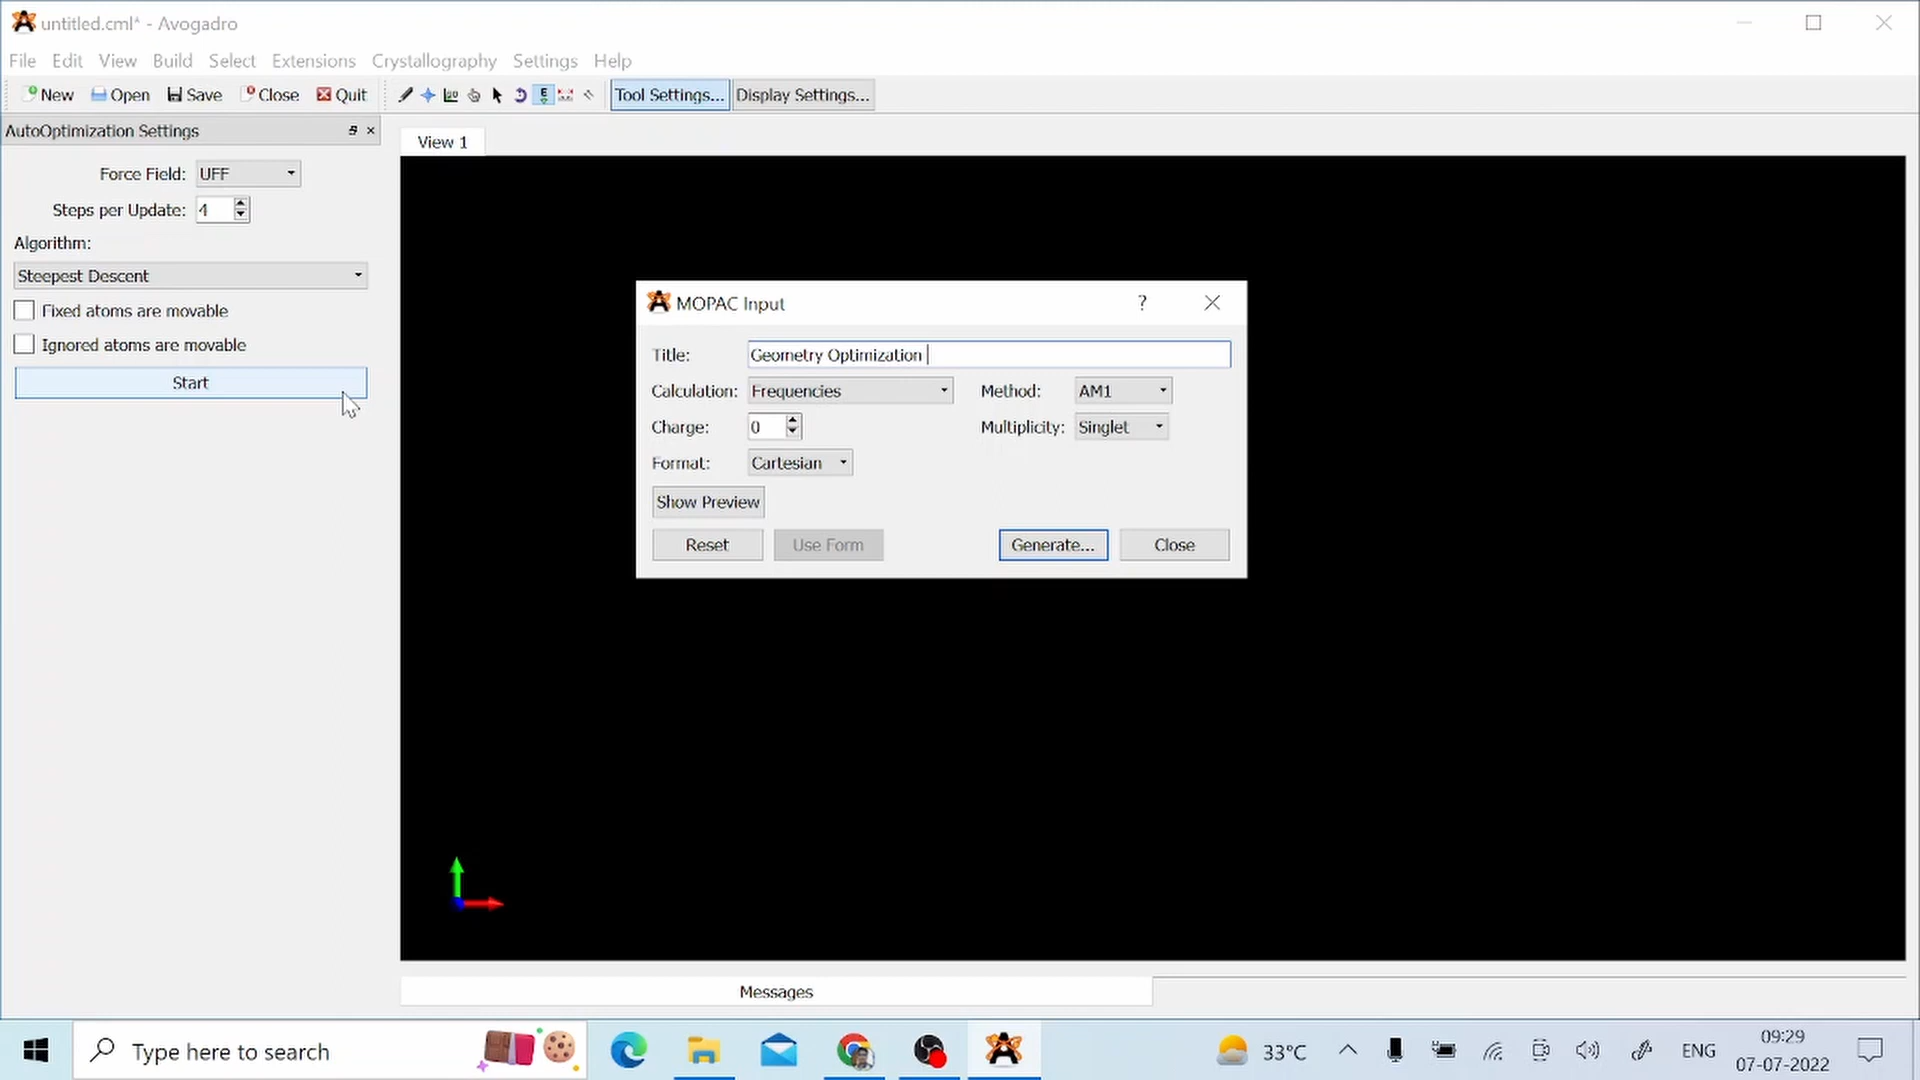 untitled.cml* - Avogadro
File Edit View Build Select Extensions Crystallography Settings Help
New Open Save Close Quit Tool Settings... Display Settings...
AutoOptimization Settings
View 1
Force Field: UFF
Steps per Update: 4
Algorithm:
Steepest Descent
Fixed atoms are movable
Ignored atoms are movable
Start
MOPAC Input
?
Title: Geometry Optimization
Calculation: Frequencies Method: AM1
Charge: 0 Multiplicity: Singlet
Format: Cartesian
Show Preview
Reset Use Form Generate... Close
Messages
Type here to search
33°C
ENG
09:29
07-07-2022